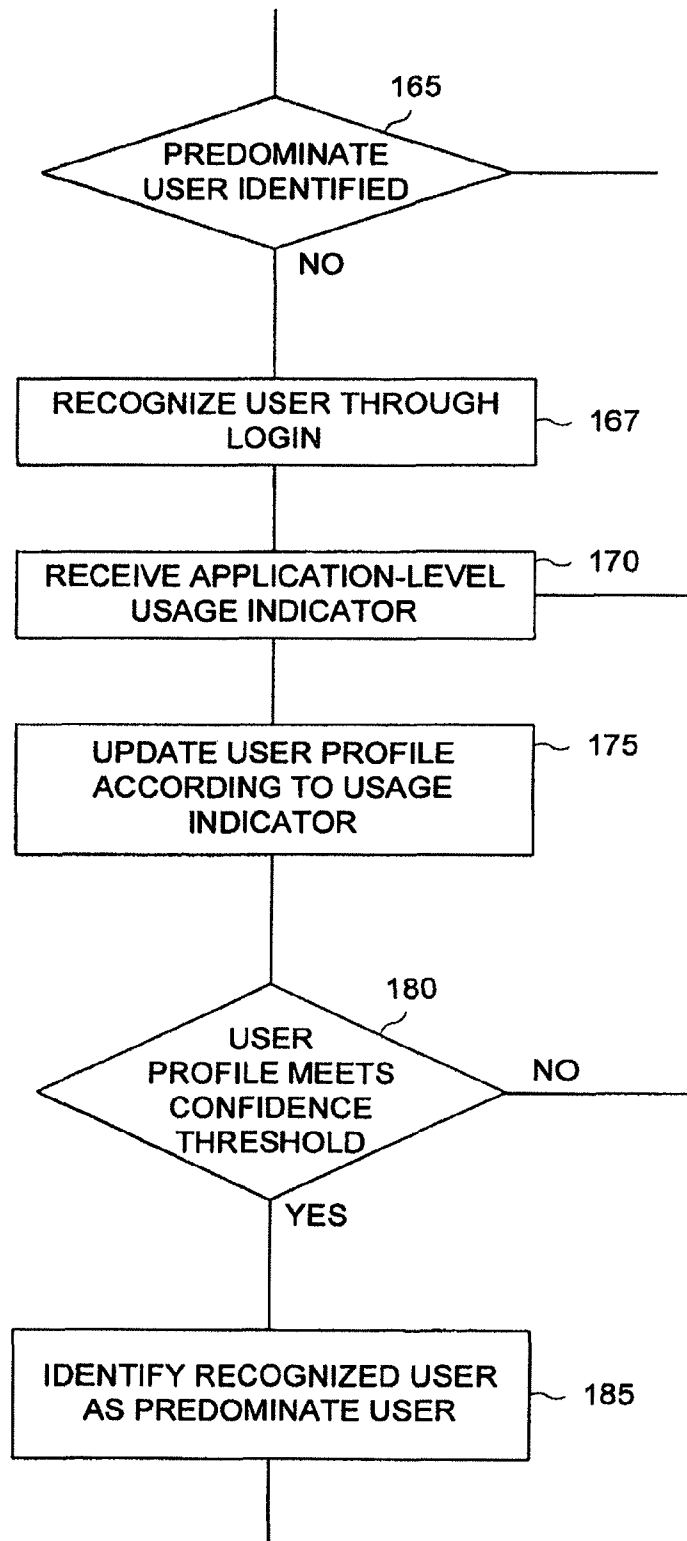 165
PREDOMINATE
USER IDENTIFIED
NO
RECOGNIZE USER THROUGH
LOGIN
167
RECEIVE APPLICATION-LEVEL
USAGE INDICATOR
170
UPDATE USER PROFILE
ACCORDING TO USAGE
INDICATOR
175
180
USER
PROFILE MEETS
CONFIDENCE
THRESHOLD
NO
YES
IDENTIFY RECOGNIZED USER
AS PREDOMINATE USER
185